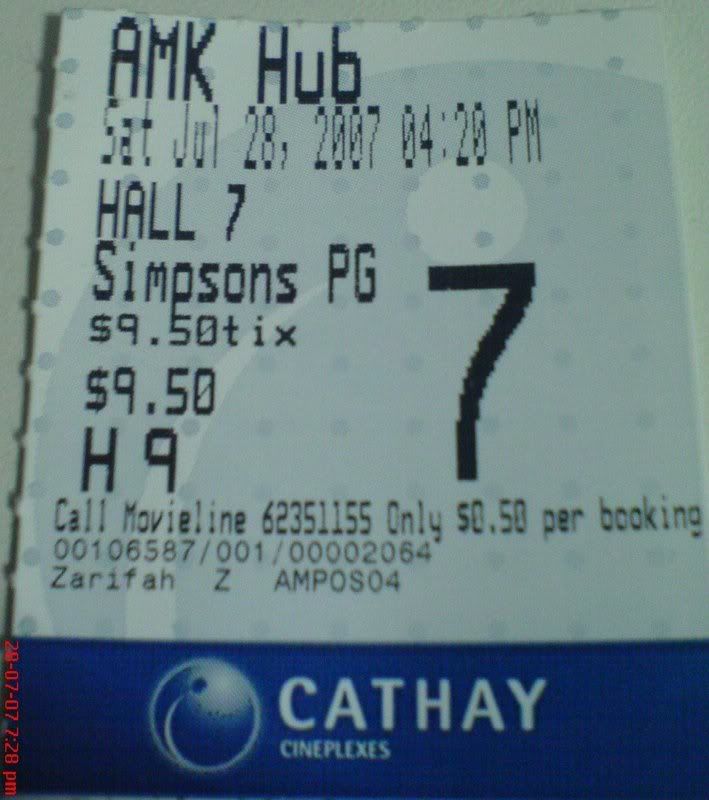 AMK Hub
Sat Jul 28, 2007 04:20 PM
HALL 7
Simpsons PG
7
$9.50tix
$9.50
H 9
Call Movieline 62351155 Only $0.50 per booking
00106587/001/00002064
Zarifah Z AMPOS04
CATHAY
CINEPLEXES
28-07-07 7:28 pm